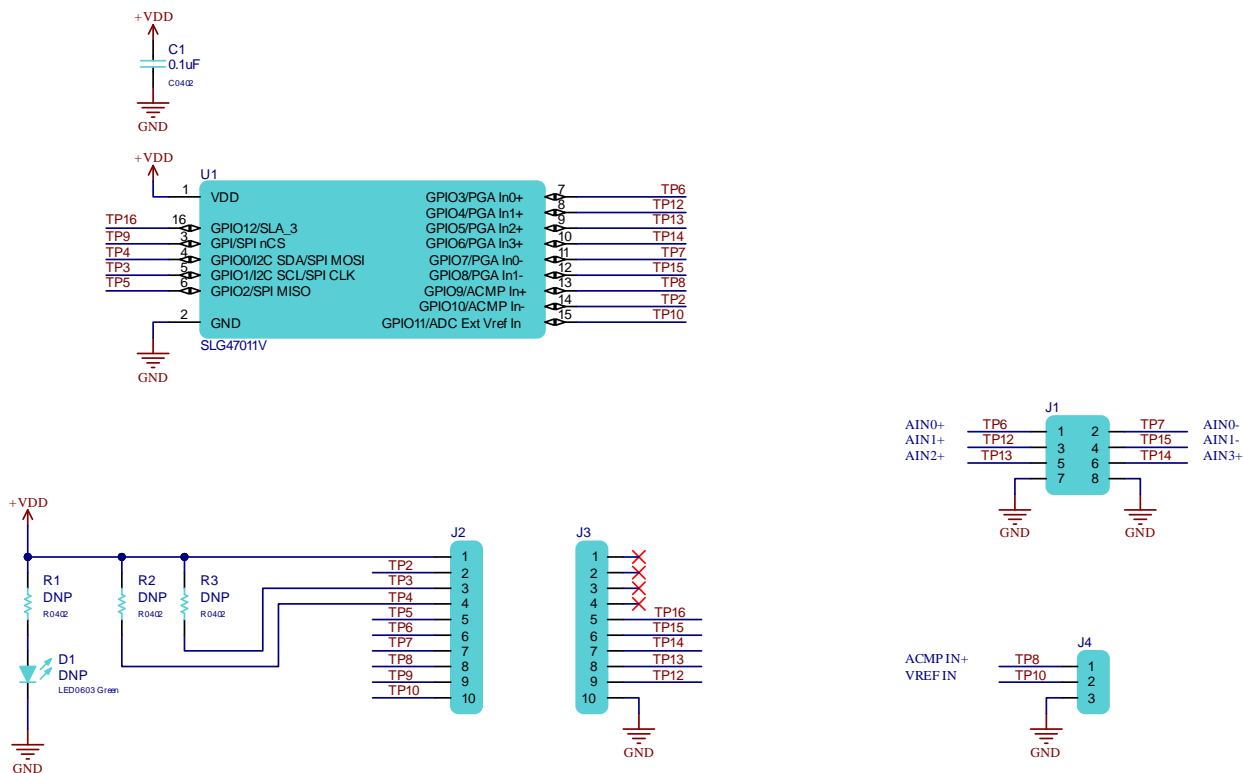 +VDD
C1
0.1uF
C0402
GND
+VDD
U1
1 VDD
TP16 16 GPIO12/SLA_3
TP9 3 GPI/SPI nCS
TP4 4 GPIO0/I2C SDA/SPI MOSI
TP3 5 GPIO1/I2C SCL/SPI CLK
TP5 6 GPIO2/SPI MISO
2 GND
GPIO3/PGA In0+ 7 TP6
GPIO4/PGA In1+ 8 TP12
GPIO5/PGA In2+ 9 TP13
GPIO6/PGA In3+ 10 TP14
GPIO7/PGA In0- 11 TP7
GPIO8/PGA In1- 12 TP15
GPIO9/ACMP In+ 13 TP8
GPIO10/ACMP In- 14 TP2
GPIO11/ADC Ext Vref In 15 TP10
SLG47011V
GND
J1
AIN0+ TP6 1 2 TP7 AIN0-
AIN1+ TP12 3 4 TP15 AIN1-
AIN2+ TP13 5 6 TP14 AIN3+
7 8
GND GND
+VDD
R1
DNP
R0402
R2
DNP
R0402
R3
DNP
R0402
D1
DNP
LED0603 Green
GND
J2
1
TP2 2
TP3 3
TP4 4
TP5 5
TP6 6
TP7 7
TP8 8
TP9 9
TP10 10
J3
1
2
3
4
5 TP16
6 TP15
7 TP14
8 TP13
9 TP12
10
GND
J4
ACMP IN+ TP8 1
VREF IN TP10 2
3
GND